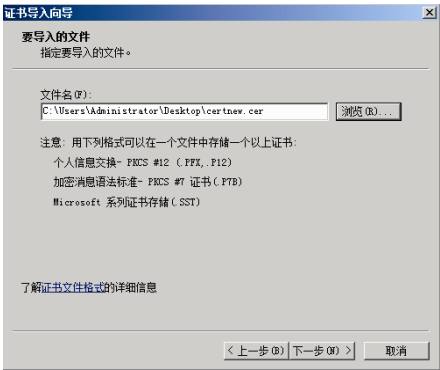 证书导入向导
要导入的文件
指定要导入的文件。
文件名(F):
C:\Users\Administrator\Desktop\certnew.cer 浏览(R)...
注意: 用下列格式可以在一个文件中存储一个以上证书:
个人信息交换- PKCS #12 (.PFX,.P12)
加密消息语法标准- PKCS #7 证书(.P7B)
Microsoft 系列证书存储(.SST)
了解证书文件格式的详细信息
< 上一步(B) 下一步(N) > 取消